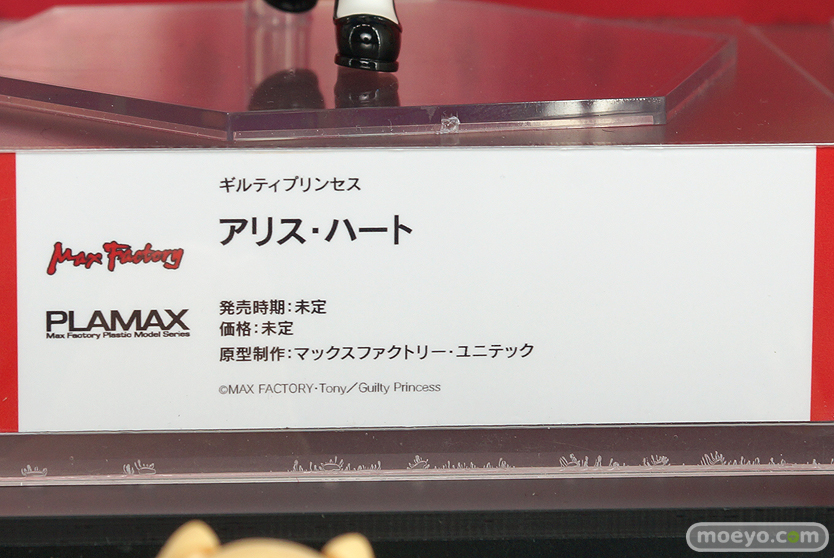 ギルティプリンセス
アリス・ハート
Max Factory
PLAMAX
Max Factory Plastic Model Series
発売時期：未定
価格：未定
原型制作：マックスファクトリー・ユニテック
©MAX FACTORY・Tony／Guilty Princess
moeyo.com